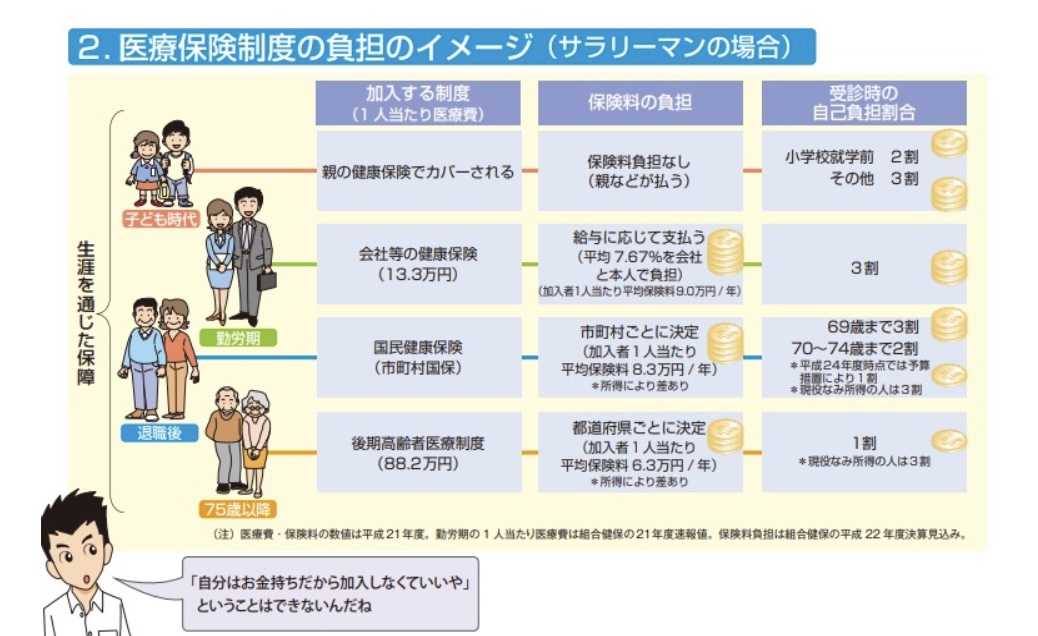 2．医療保険制度の負担のイメージ（サラリーマンの場合）
加入する制度
（1人当たり医療費）
保険料の負担
受診時の
自己負担割合
生涯を通じた保障
子ども時代
親の健康保険でカバーされる
保険料負担なし
（親などが払う）
小学校就学前　2割
その他　3割
勤労期
会社等の健康保険
（13.3万円）
給与に応じて支払う
（平均7.67％を会社
と本人で負担）
（加入者1人当たり平均保険料9.0万円／年）
3割
退職後
国民健康保険
（市町村国保）
市町村ごとに決定
（加入者1人当たり
平均保険料8.3万円／年）
＊所得により差あり
69歳まで3割
70～74歳まで2割
＊平成24年度時点では予算
措置により1割
＊現役なみ所得の人は3割
75歳以降
後期高齢者医療制度
（88.2万円）
都道府県ごとに決定
（加入者1人当たり
平均保険料6.3万円／年）
＊所得により差あり
1割
＊現役なみ所得の人は3割
（注）医療費・保険料の数値は平成21年度。勤労期の1人当たり医療費は組合健保の21年度速報値。保険料負担は組合健保の平成22年度決算見込み。
「自分はお金持ちだから加入しなくていいや」
ということはできないんだね